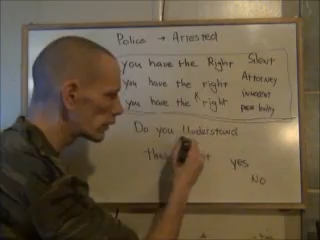 Police → Arrested
you have the Right Silent
you have the right Attorney
you have the right innocent
Do you Understand
yes
No